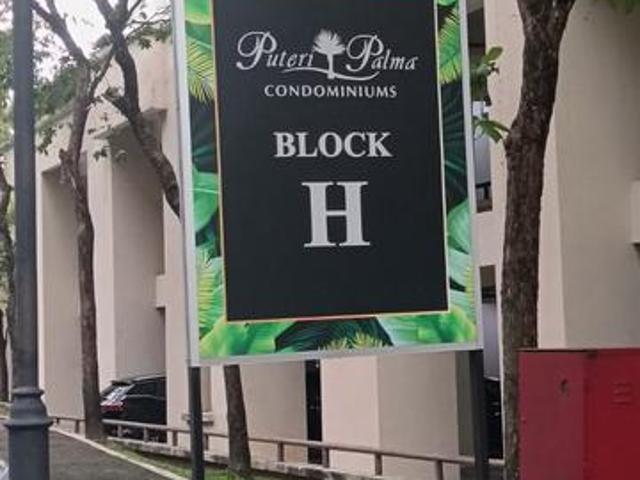 Puteri Palma
CONDOMINIUMS
BLOCK
H